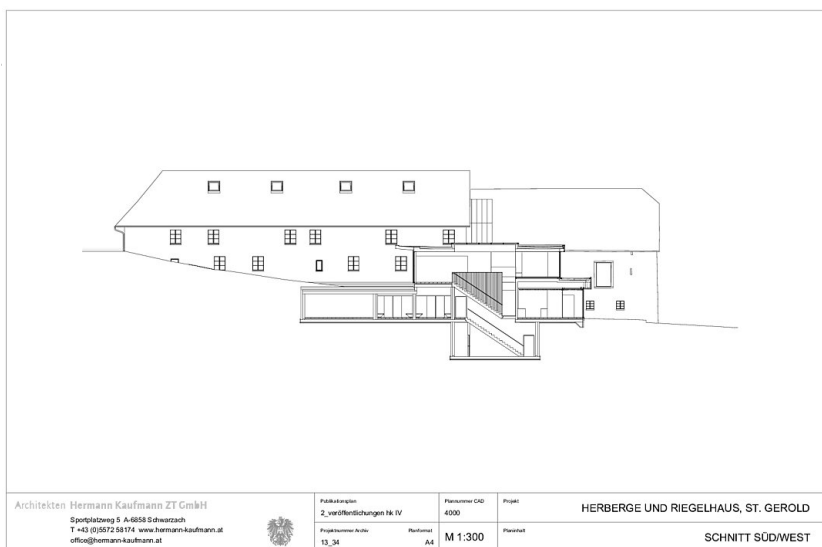 Architekten Hermann Kaufmann ZT GmbH
Sportplatzweg 5 A-6858 Schwarzach
T +43 (0)5572 58174 www.hermann-kaufmann.at
office@hermann-kaufmann.at
Publikationsplan
2_veröffentlichungen hk IV
Plannummer CAD
4000
Projekt
HERBERGE UND RIEGELHAUS, ST. GEROLD
Projektnummer Archiv
13_34
Planformat
A4
M 1:300
Planinhalt
SCHNITT SÜD/WEST